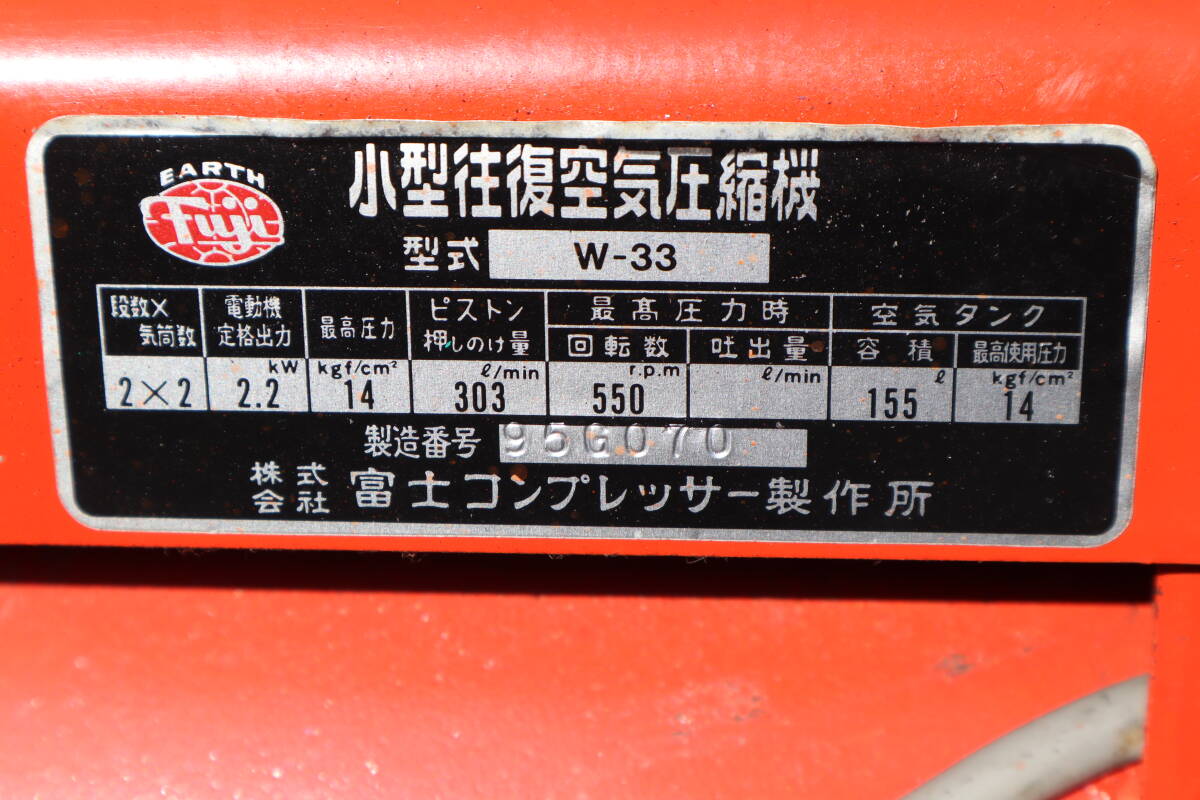 EARTH
Fuji
小型往復空気圧縮機
型式 W-33
段数×気筒数 電動機定格出力 最高圧力 ピストン押しのけ量 最高圧力時 空気タンク
回転数 吐出量 容積 最高使用圧力
kW kgf/cm² ℓ/min r.p.m ℓ/min ℓ kgf/cm²
2×2 2.2 14 303 550 155 14
製造番号 95G070
株式会社 富士コンプレッサー製作所